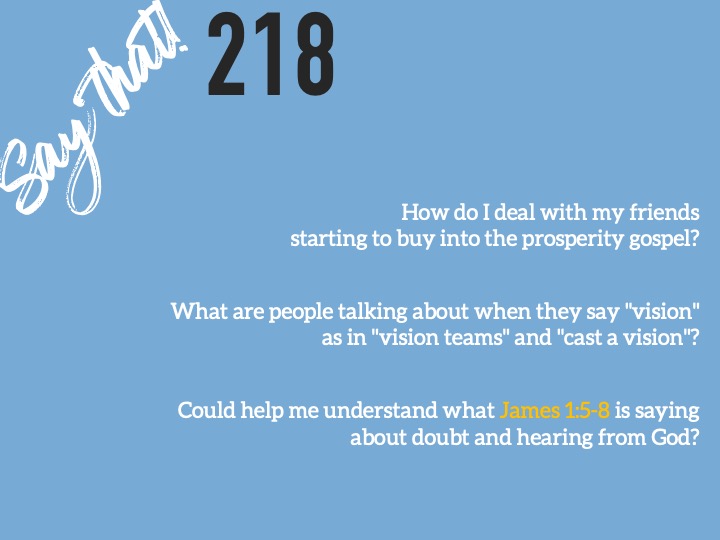 Say that!
218
How do I deal with my friends
starting to buy into the prosperity gospel?
What are people talking about when they say "vision"
as in "vision teams" and "cast a vision"?
Could help me understand what James 1:5-8 is saying
about doubt and hearing from God?